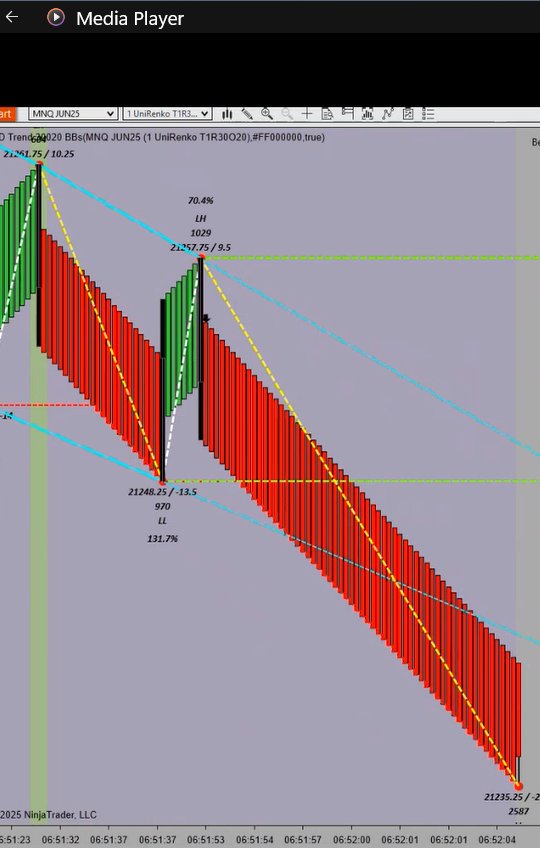 Media Player
art
MNQ JUN25
1 UniRenko T1R3...
D Trend 20020 BBs(MNQ JUN25 (1 UniRenko T1R30O20),#FF000000,true)
Be
21261.75 / 10.25
70.4%
LH
1029
21257.75 / 9.5
-14
21248.25 / -13.5
970
LL
131.7%
21235.25 / -2
2587
2025 NinjaTrader, LLC
6:51:23
06:51:32
06:51:37
06:51:37
06:51:53
06:51:54
06:51:57
06:52:00
06:52:01
06:52:01
06:52:04